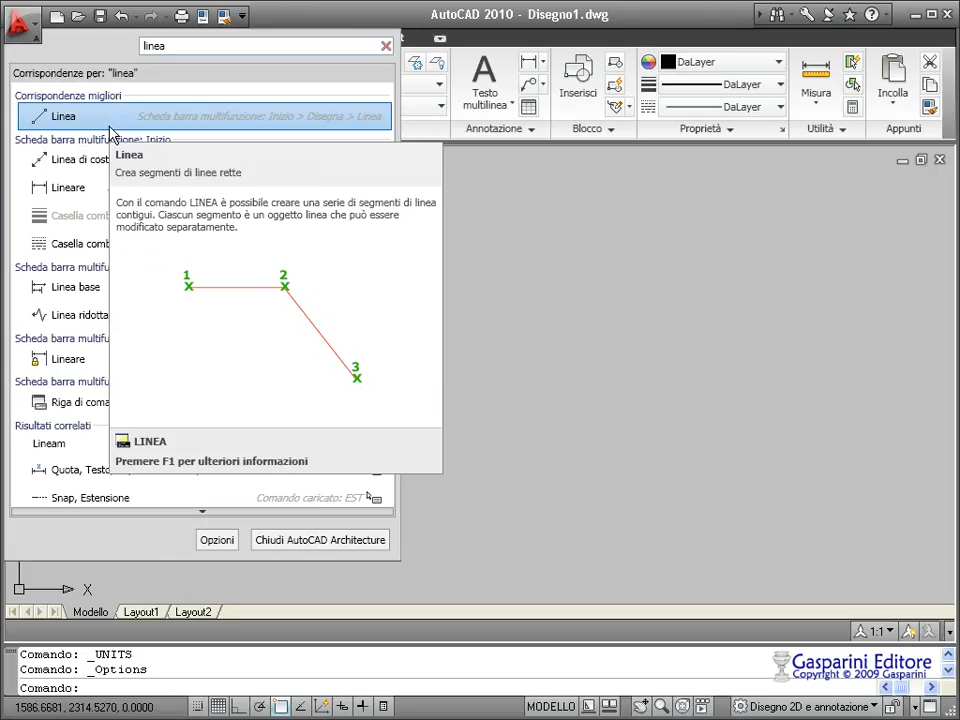 AutoCAD 2010 - Disegno1.dwg
linea
Corrispondenze per: "linea"
Corrispondenze migliori
Linea
Scheda barra multifunzione: Inizio > Disegna > Linea
Scheda barra multifunzione: Inizio
Linea di cost
Lineare
Casella comb
Casella comb
Scheda barra multifu
Linea base
Linea ridotta
Scheda barra multifu
Lineare
Scheda barra multifu
Riga di coma
Risultati correlati
Lineam
Quota, Testo
Snap, Estensione
Comando caricato: EST
Opzioni
Chiudi AutoCAD Architecture
Linea
Crea segmenti di linee rette
Con il comando LINEA è possibile creare una serie di segmenti di linea
contigui. Ciascun segmento è un oggetto linea che può essere
modificato separatamente.
1
2
3
LINEA
Premere F1 per ulteriori informazioni
A
Testo
multilinea
Annotazione
Inserisci
Blocco
DaLayer
DaLayer
DaLayer
Proprietà
Misura
Utilità
Incolla
Appunti
X
Modello
Layout1
Layout2
1:1
Comando: _UNITS
Comando: _Options
Comando:
Gasparini Editore
Copyright © 2009 Gasparini
1586.6681, 2314.5270, 0.0000
MODELLO
Disegno 2D e annotazione